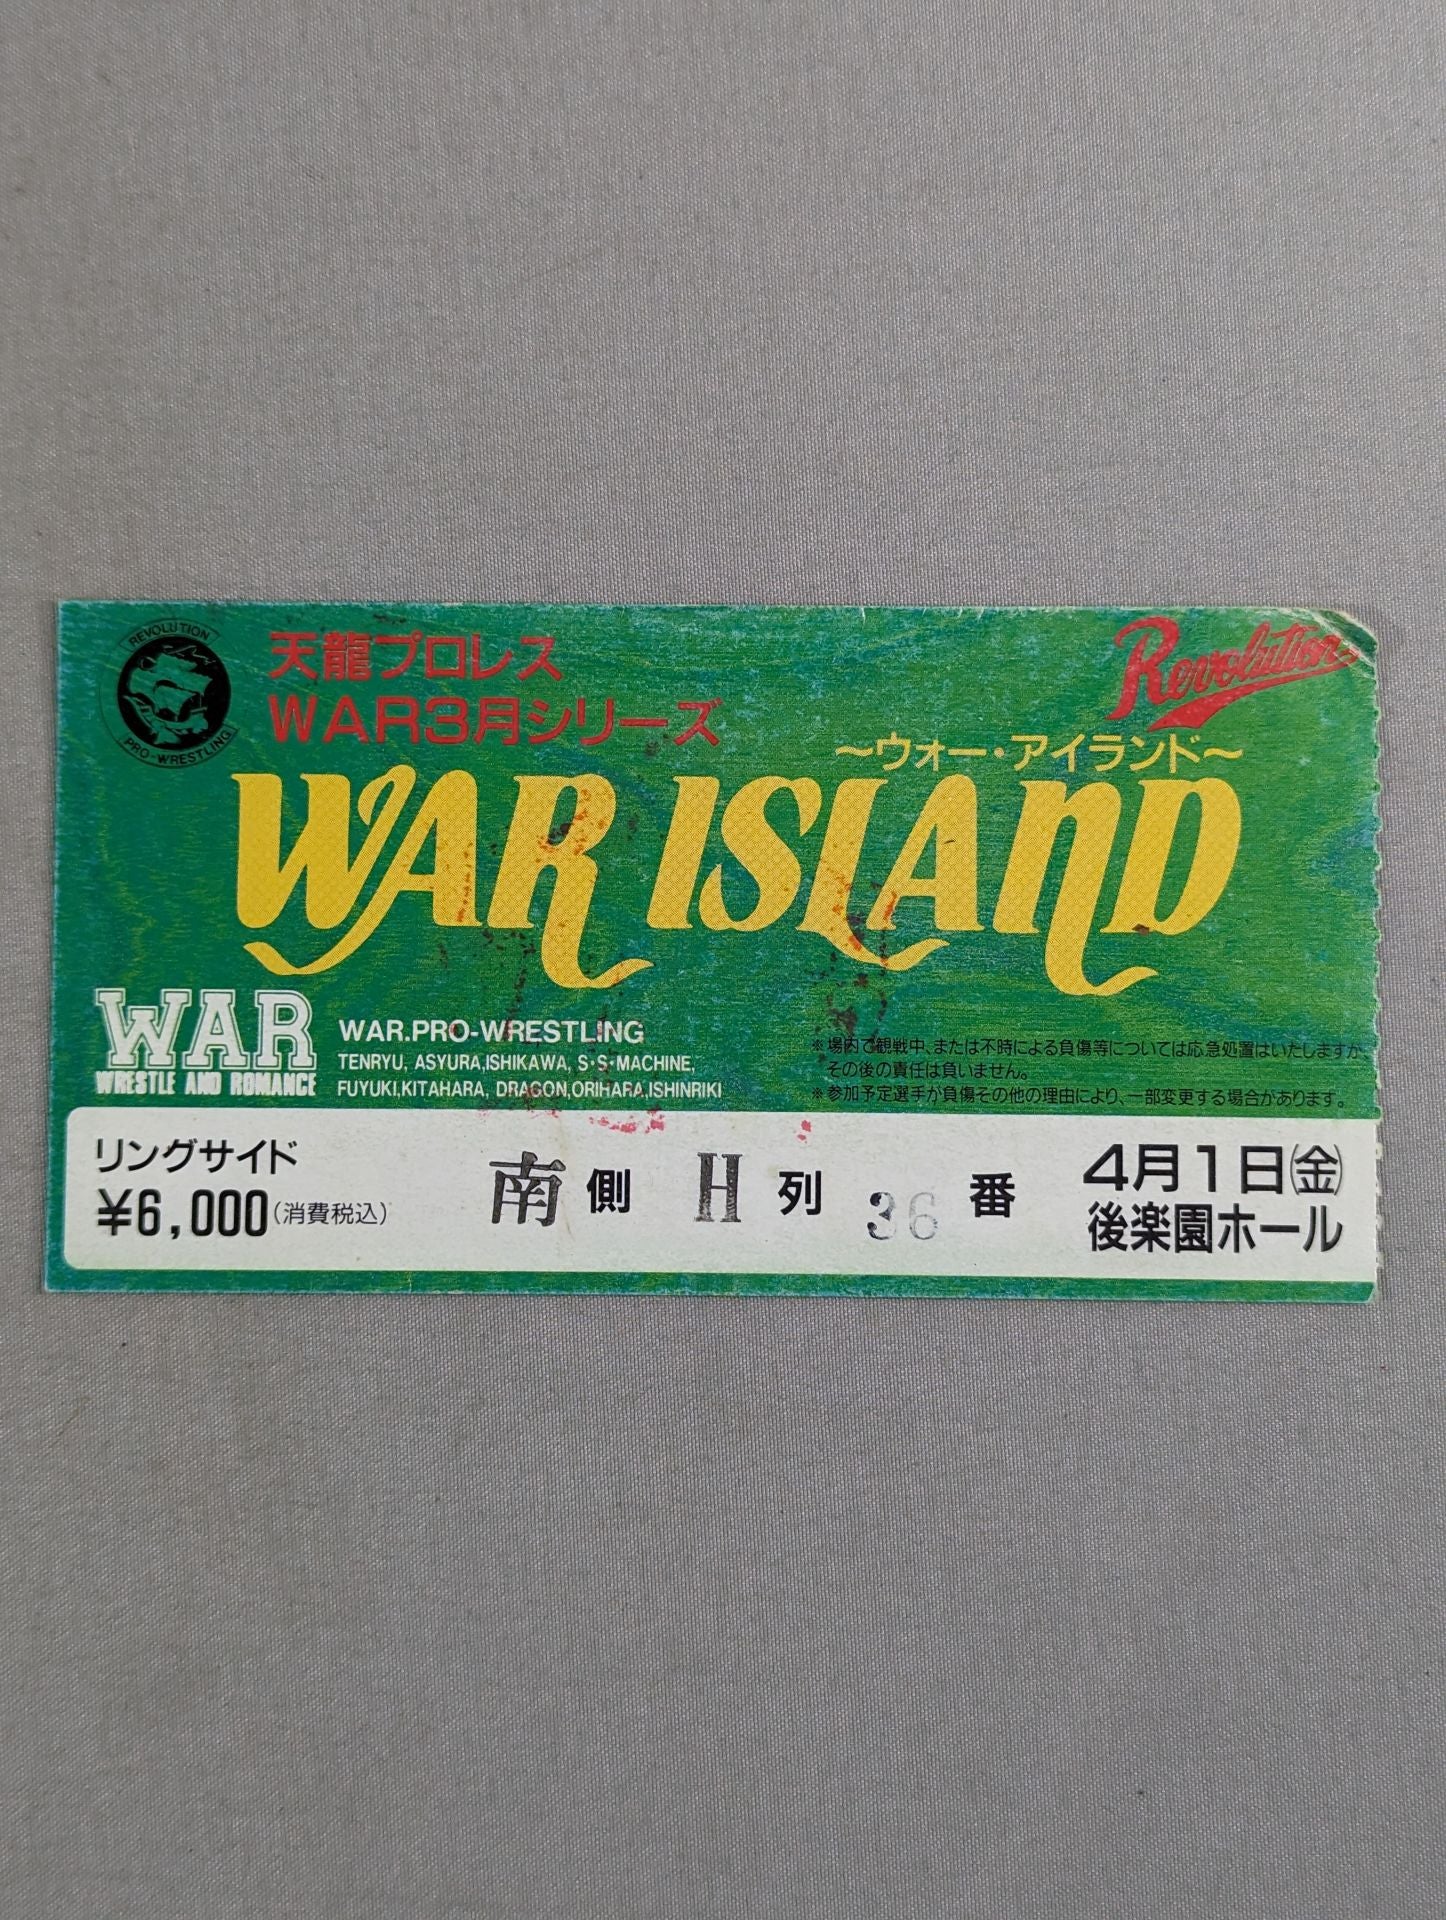 REVOLUTION
PRO-WRESTLING
天龍プロレス
WAR3月シリーズ
Revolution
～ウォー・アイランド～
WAR ISLAND
WAR
WRESTLE AND ROMANCE
WAR.PRO-WRESTLING
TENRYU, ASYURA,ISHIKAWA, S・S・MACHINE,
FUYUKI,KITAHARA, DRAGON,ORIHARA,ISHINRIKI
※場内で観戦中、または不時による負傷等については応急処置はいたしますが、
その後の責任は負いません。
※参加予定選手が負傷その他の理由により、一部変更する場合があります。
リングサイド
¥6,000(消費税込)
南側 H列 36番
4月1日(金)
後楽園ホール